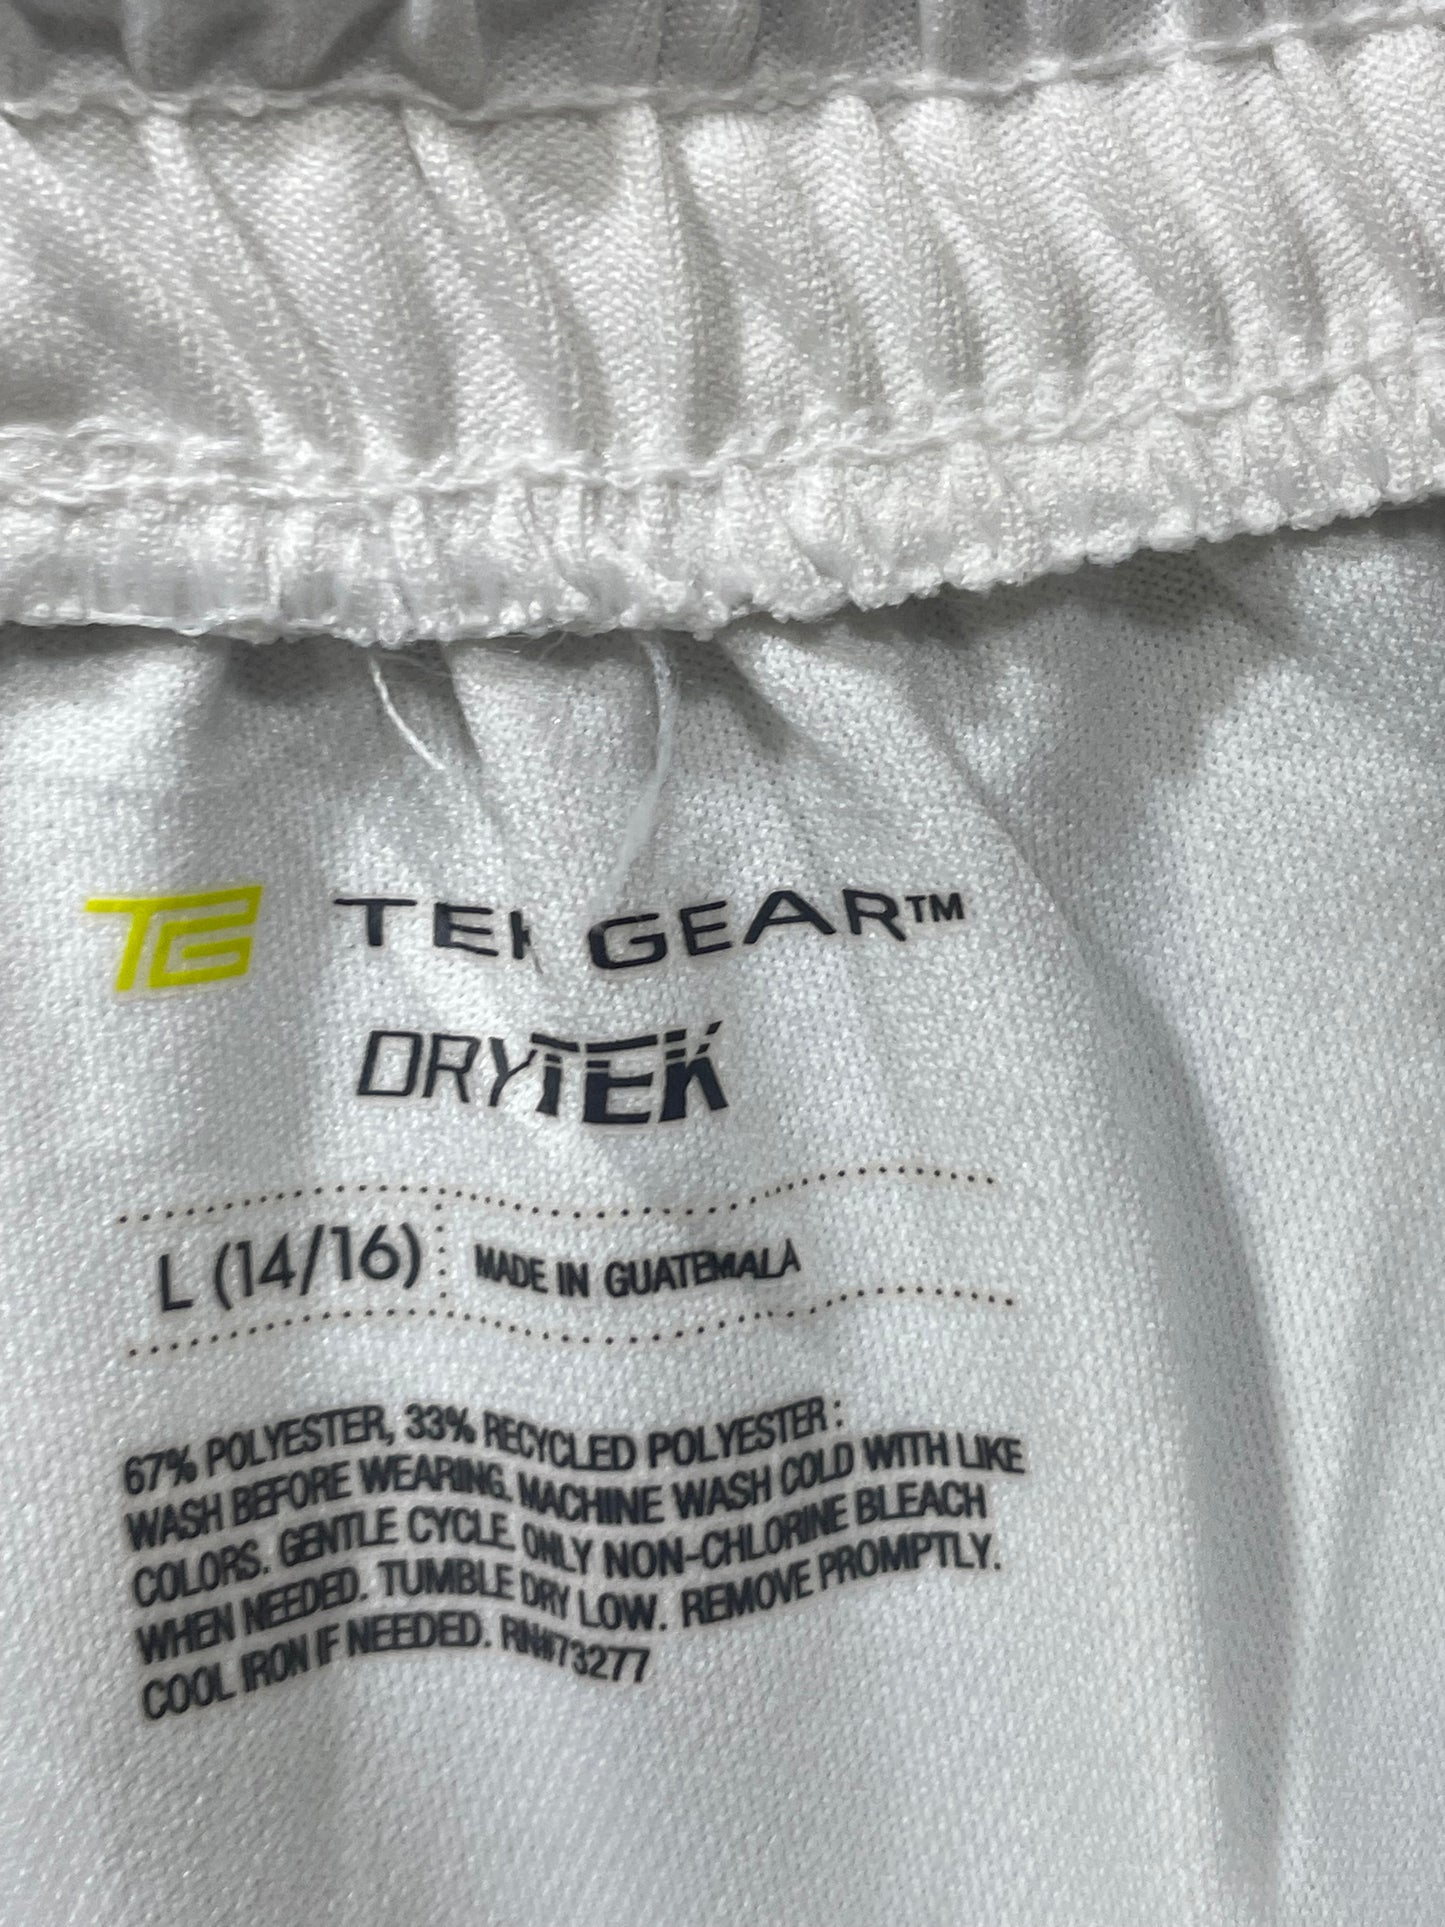 TG TEK GEAR™
DRYTEK
L (14/16) MADE IN GUATEMALA
67% POLYESTER, 33% RECYCLED POLYESTER:
WASH BEFORE WEARING. MACHINE WASH COLD WITH LIKE
COLORS. GENTLE CYCLE. ONLY NON-CHLORINE BLEACH
WHEN NEEDED. TUMBLE DRY LOW. REMOVE PROMPTLY.
COOL IRON IF NEEDED. RN#73277